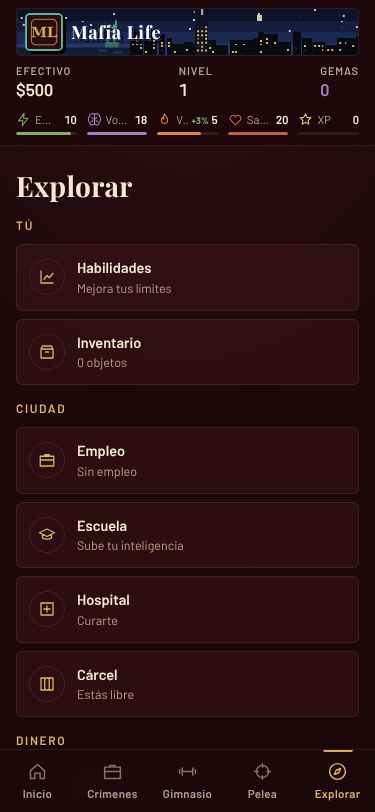 ML Mafia Life
EFECTIVO NIVEL GEMAS
$500 1 0
E... 10 Vo... 18 V.. +3% 5 Sa... 20 XP 0
Explorar
TÚ
Habilidades
Mejora tus límites
Inventario
0 objetos
CIUDAD
Empleo
Sin empleo
Escuela
Sube tu inteligencia
Hospital
Curarte
Cárcel
Estás libre
DINERO
Inicio Crímenes Gimnasio Pelea Explorar